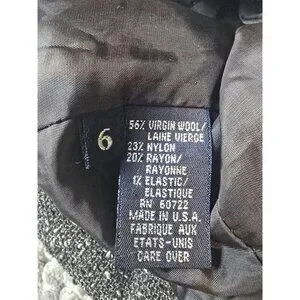 6
56% VIRGIN WOOL/
LAINE VIERGE
23% NYLON
20% RAYON/
RAYONNE
1% ELASTIC/
ELASTIQUE
RN 60722
MADE IN U.S.A.
FABRIQUE AUX
ETATS-UNIS
CARE OVER